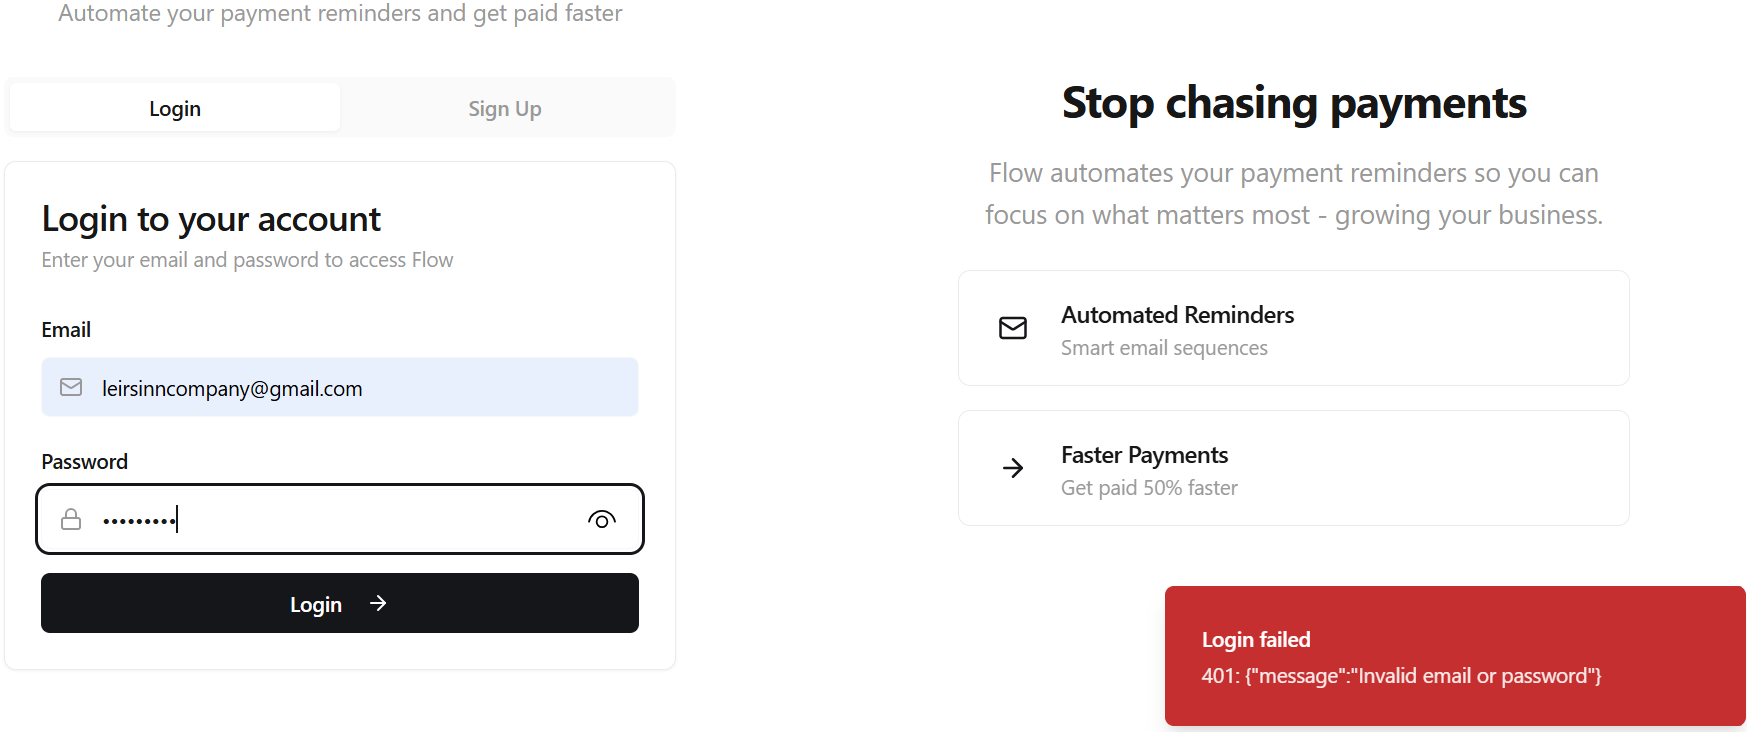 Automate your payment reminders and get paid faster
Login
Sign Up
Login to your account
Enter your email and password to access Flow
Email
leirsinncompany@gmail.com
Password
•••••••••
Login
Stop chasing payments
Flow automates your payment reminders so you can
focus on what matters most - growing your business.
Automated Reminders
Smart email sequences
Faster Payments
Get paid 50% faster
Login failed
401: {"message":"Invalid email or password"}